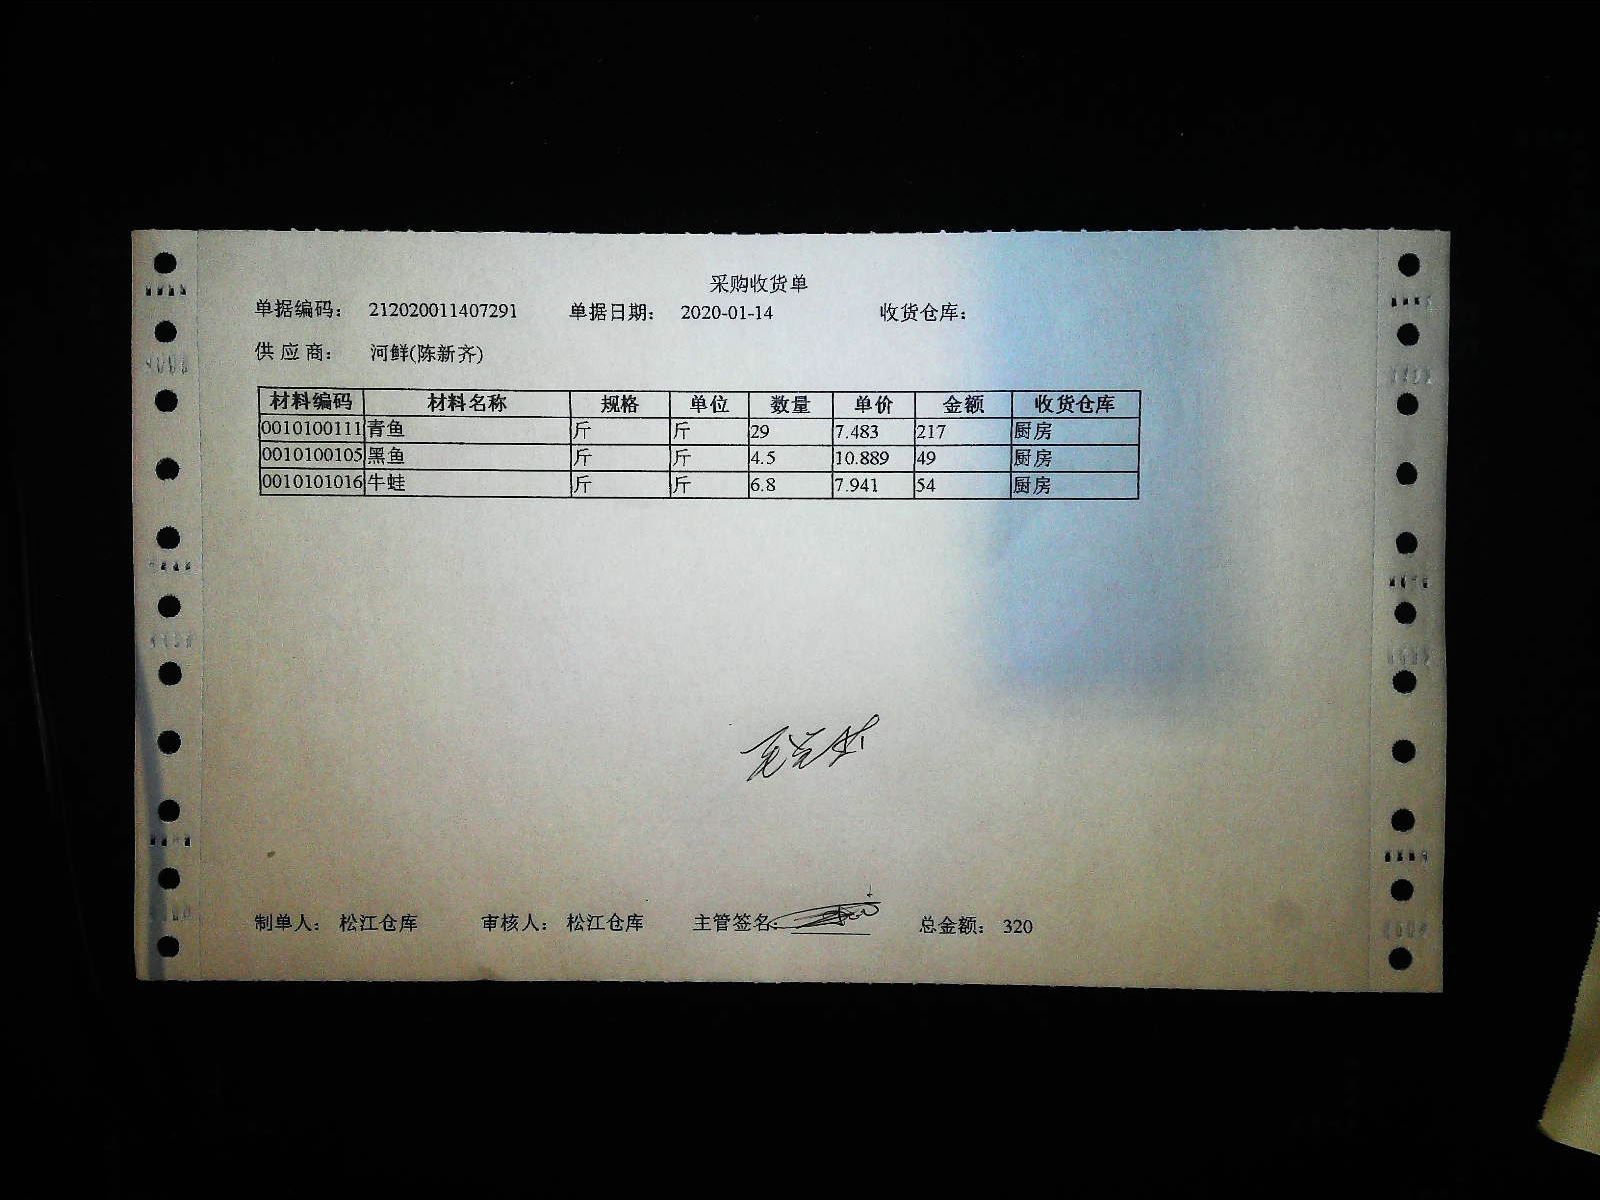 采购收货单
单据编码： 212020011407291 单据日期： 2020-01-14 收货仓库：
供 应 商： 河鲜(陈新齐)
材料编码 材料名称 规格 单位 数量 单价 金额 收货仓库
0010100111 青鱼 斤 斤 29 7.483 217 厨房
0010100105 黑鱼 斤 斤 4.5 10.889 49 厨房
0010101016 牛蛙 斤 斤 6.8 7.941 54 厨房
制单人： 松江仓库 审核人： 松江仓库 主管签名： 总金额： 320